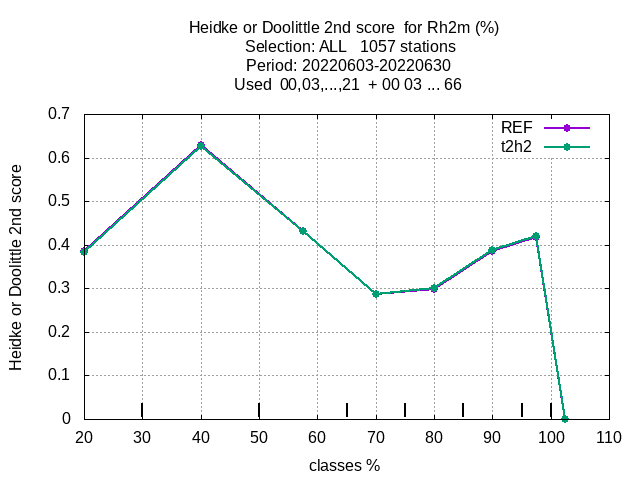 Heidke or Doolittle 2nd score  for Rh2m (%)
Selection: ALL   1057 stations
Period: 20220603-20220630
Used  00,03,...,21  + 00 03 ... 66
REF
t2h2
Heidke or Doolittle 2nd score
0.7
0.6
0.5
0.4
0.3
0.2
0.1
0
20 30 40 50 60 70 80 90 100 110
classes %